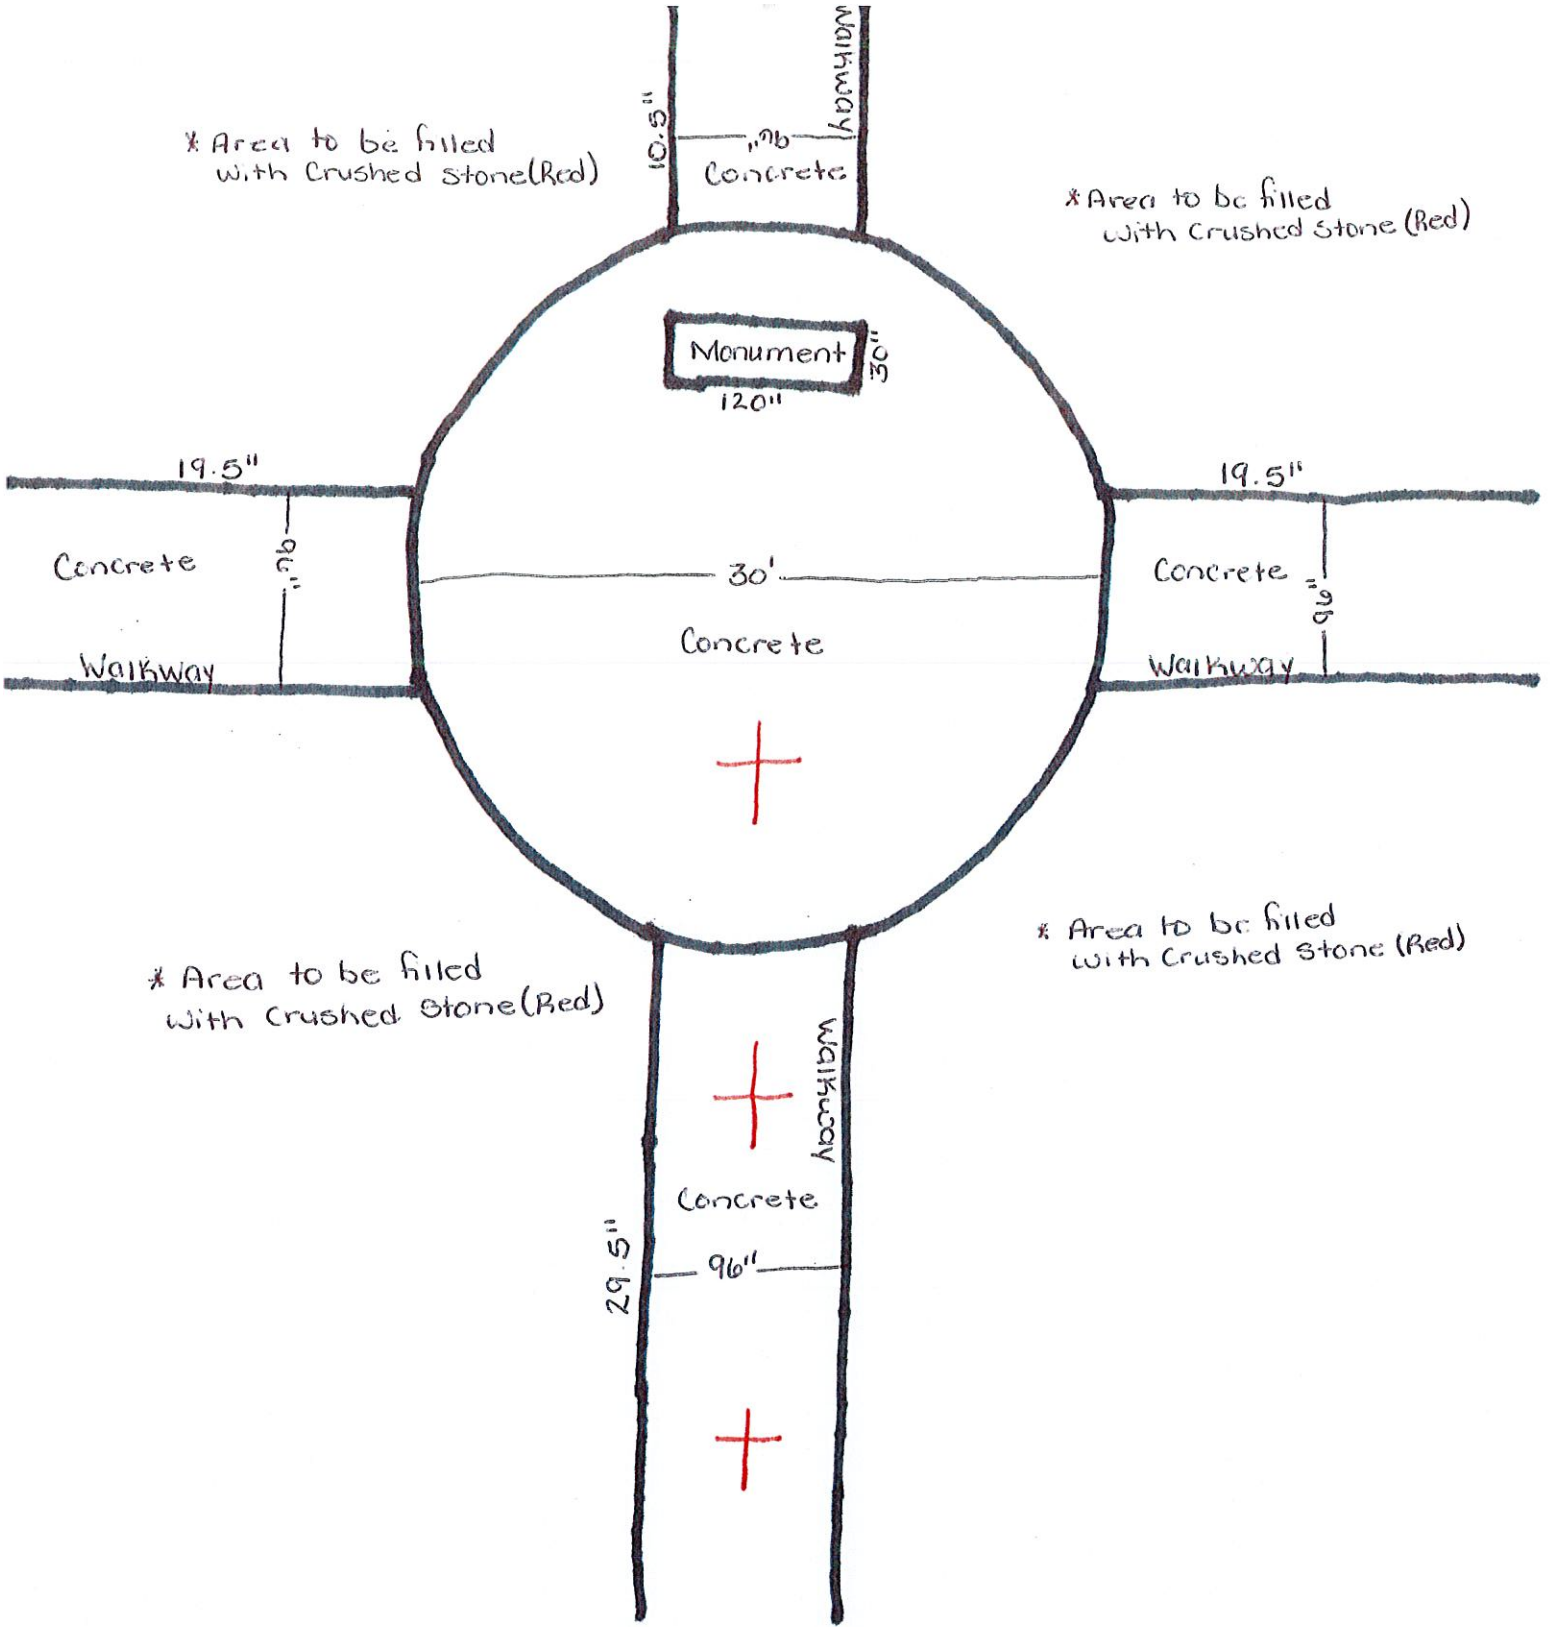 Walkway
10.5"
96"
Concrete
* Area to be filled
with Crushed Stone(Red)
* Area to be filled
with Crushed Stone (Red)
Monument
30"
120"
19.5"
19.5"
Concrete
96"
Walkway
30'
Concrete
Concrete
96"
Walkway
* Area to be filled
with Crushed Stone(Red)
* Area to be filled
with Crushed Stone (Red)
Walkway
Concrete
29.5"
96"